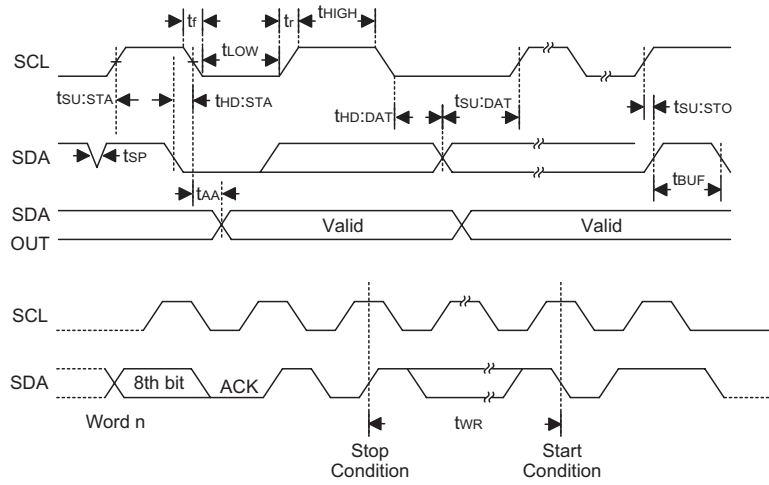 tf tr tHIGH
SCL tLOW
tSU:STA tHD:STA tHD:DAT tSU:DAT tSU:STO
SDA tSP tBUF
tAA
SDA
OUT Valid Valid
SCL
SDA 8th bit ACK
Word n tWR
Stop
Condition
Start
Condition